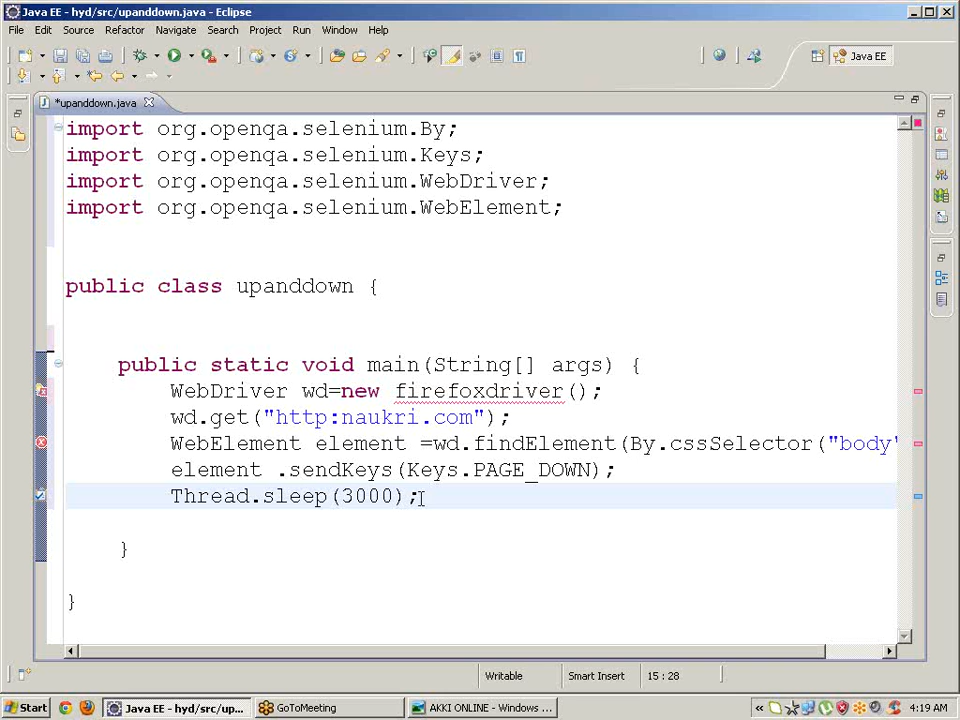 Java EE - hyd/src/upanddown.java - Eclipse
File Edit Source Refactor Navigate Search Project Run Window Help
Java EE
*upanddown.java
import org.openqa.selenium.By;
import org.openqa.selenium.Keys;
import org.openqa.selenium.WebDriver;
import org.openqa.selenium.WebElement;
public class upanddown {
public static void main(String[] args) {
WebDriver wd=new firefoxdriver();
wd.get("http:naukri.com");
WebElement element =wd.findElement(By.cssSelector("body'
element .sendKeys(Keys.PAGE_DOWN);
Thread.sleep(3000);
}
}
Writable Smart Insert 15 : 28
Start Java EE - hyd/src/up... GoToMeeting AKKI ONLINE - Windows ... « 4:19 AM